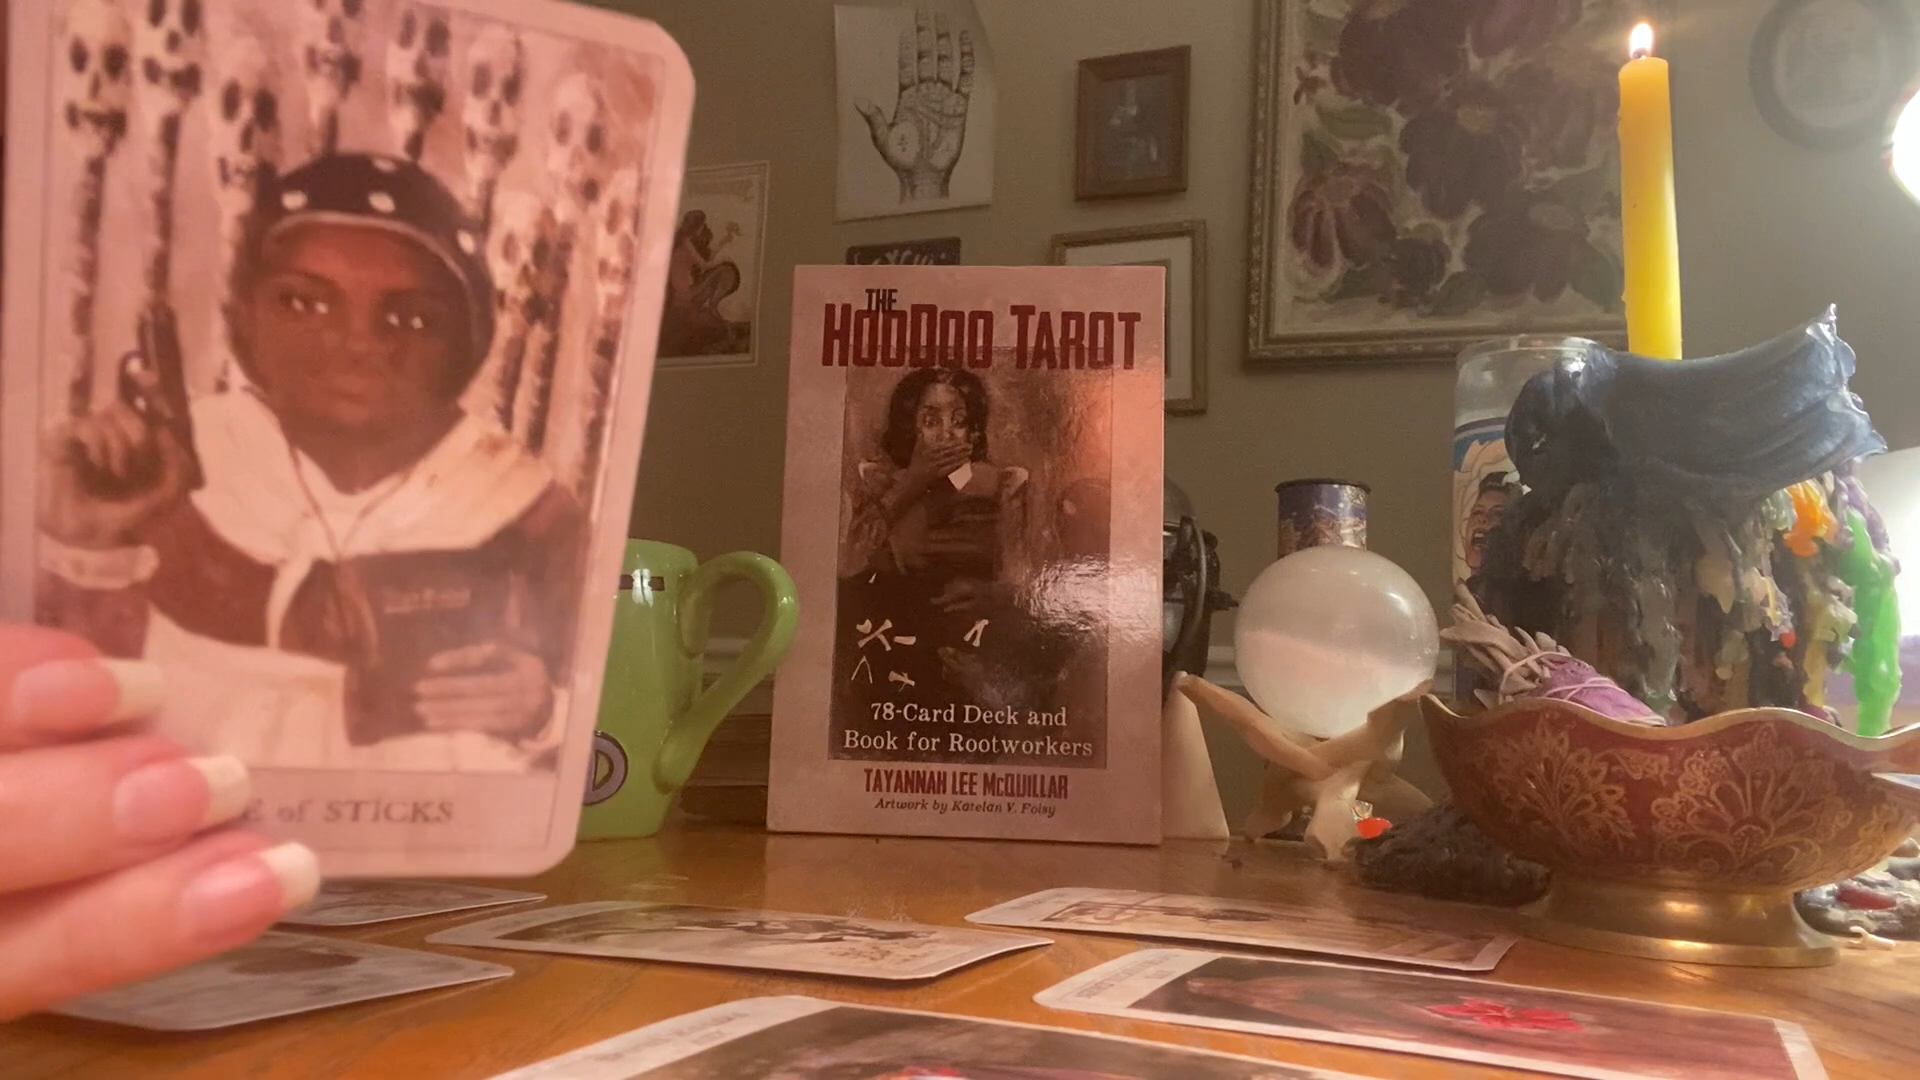 THE
HOODOO TAROT
78-Card Deck and
Book for Rootworkers
TAYANNAH LEE McQUILLAR
Artwork by Katelan V. Foisy
of STICKS